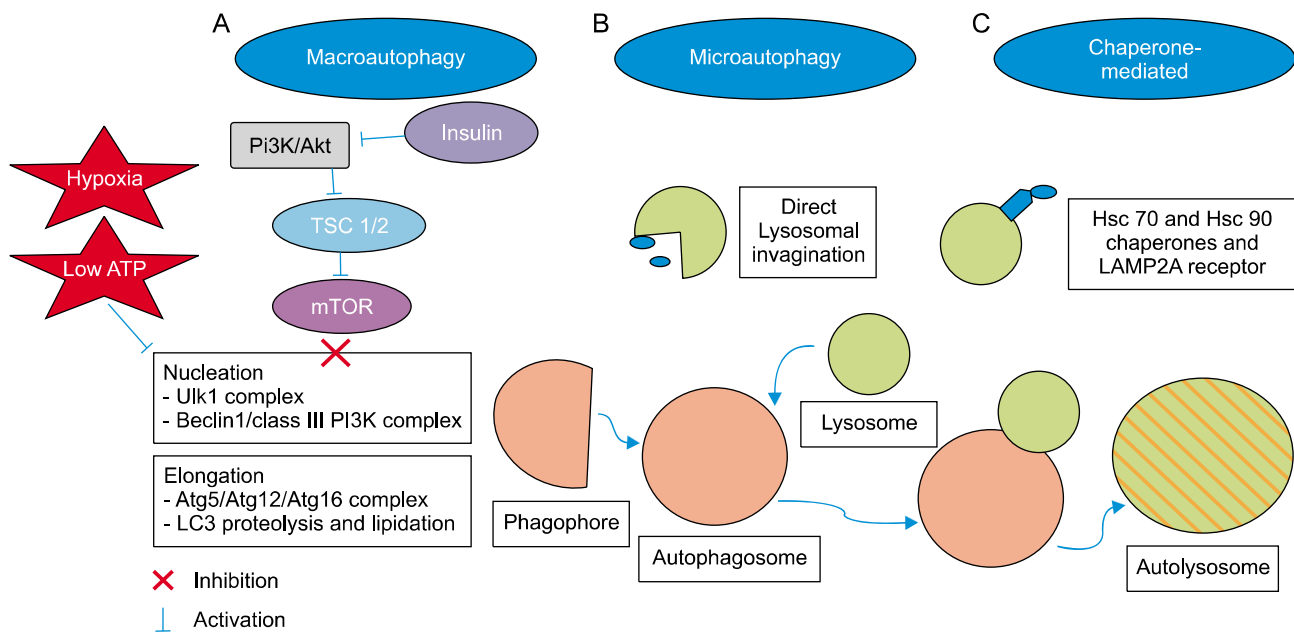 A
Macroautophagy
B
Microautophagy
C
Chaperone-
mediated
Insulin
Pi3K/Akt
Hypoxia
TSC 1/2
Low ATP
mTOR
Direct
Lysosomal
invagination
Hsc 70 and Hsc 90
chaperones and
LAMP2A receptor
Nucleation
- Ulk1 complex
- Beclin1/class III PI3K complex
Elongation
- Atg5/Atg12/Atg16 complex
- LC3 proteolysis and lipidation
Phagophore
Autophagosome
Lysosome
Autolysosome
Inhibition
Activation